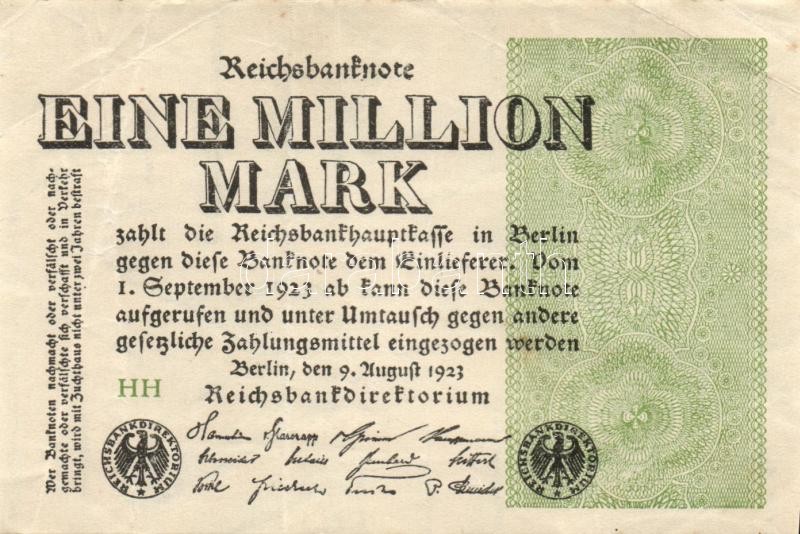 Reichsbanknote
EINE MILLION
MARK
zahlt die Reichsbankhauptkasse in Berlin
gegen diese Banknote dem Einlieferer. Vom
1. September 1923 ab kann diese Banknote
aufgerufen und unter Umtausch gegen andere
gesetzliche Zahlungsmittel eingezogen werden
Berlin, den 9. August 1923
Reichsbankdirektorium
HH
Wer Banknoten nachmacht oder verfälscht oder nach-
gemachte oder verfälschte sich verschafft und in Verkehr
bringt, wird mit Zuchthaus nicht unter zwei Jahren bestraft
REICHSBANKDIREKTORIUM
REICHSBANKDIREKTORIUM